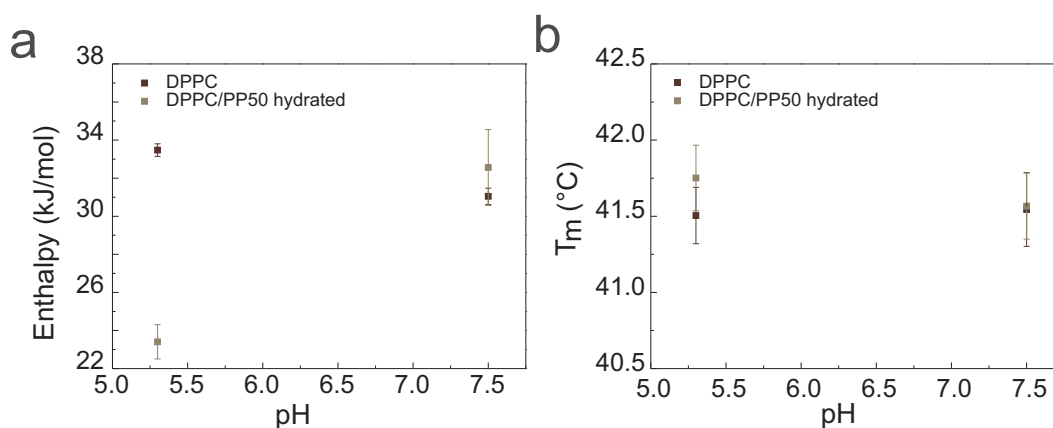 a
Enthalpy (kJ/mol)
38
34
30
26
22
DPPC
DPPC/PP50 hydrated
5.0 5.5 6.0 6.5 7.0 7.5
pH
b
Tm (°C)
42.5
42.0
41.5
41.0
40.5
DPPC
DPPC/PP50 hydrated
5.0 5.5 6.0 6.5 7.0 7.5
pH